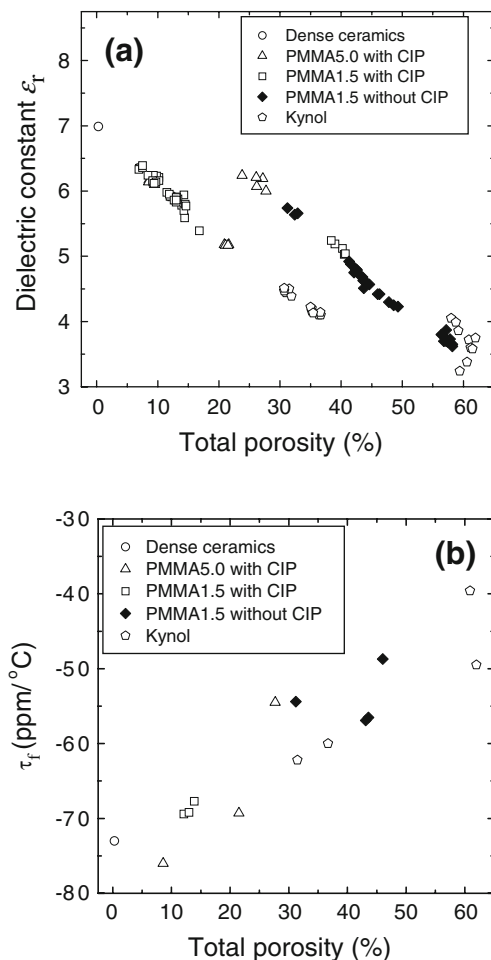 (a)
Dense ceramics
PMMA5.0 with CIP
PMMA1.5 with CIP
PMMA1.5 without CIP
Kynol
Dielectric constant εr
9
8
7
6
5
4
3
0 10 20 30 40 50 60
Total porosity (%)
(b)
Dense ceramics
PMMA5.0 with CIP
PMMA1.5 with CIP
PMMA1.5 without CIP
Kynol
τf (ppm/°C)
-30
-40
-50
-60
-70
-80
0 10 20 30 40 50 60
Total porosity (%)